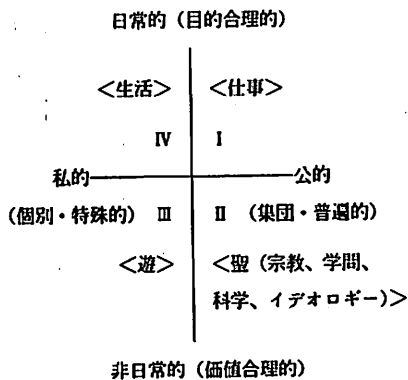 日常的（目的合理的）
＜生活＞ ＜仕事＞
Ⅳ Ⅰ
私的 公的
（個別・特殊的） Ⅲ Ⅱ （集団・普遍的）
＜遊＞ ＜聖（宗教、学問、
科学、イデオロギー）＞
非日常的（価値合理的）